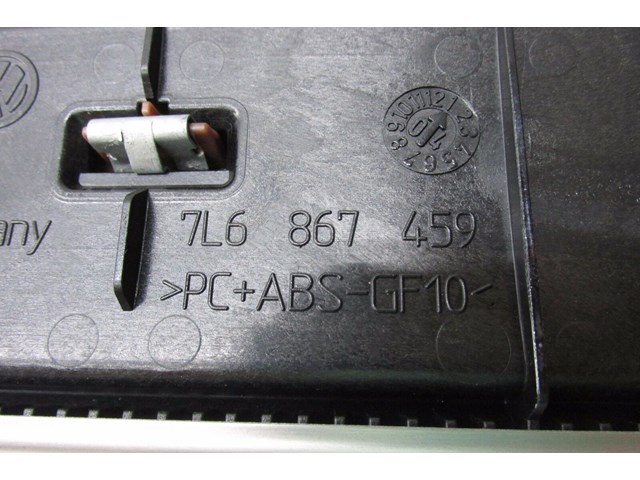 any
7L6 867 459
>PC+ABS-GF10<